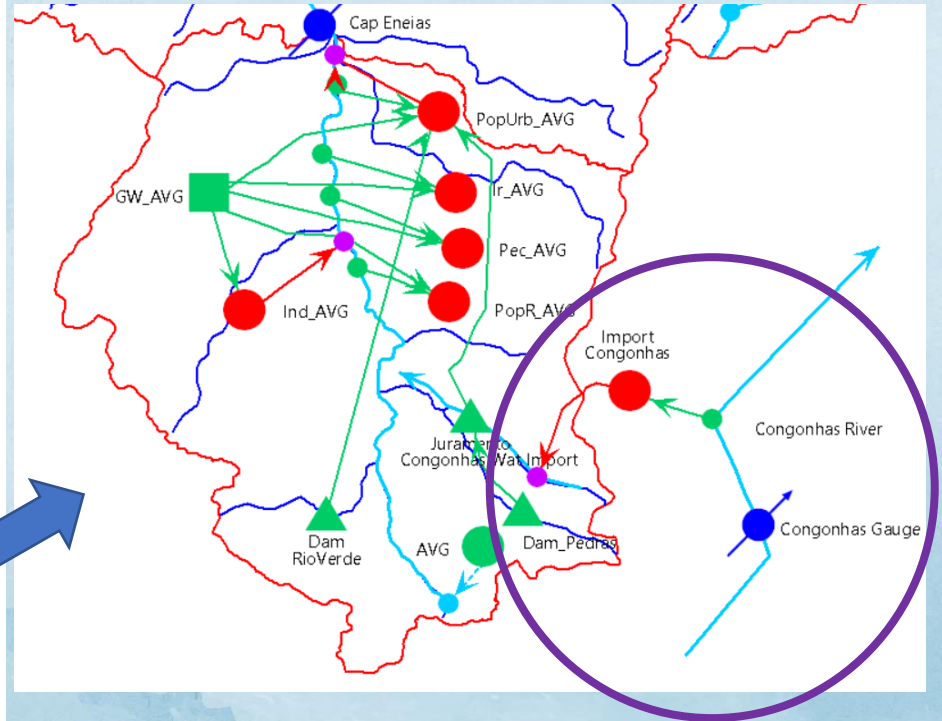 Cap Eneias
PopUrb_AVG
GW_AVG
Ir_AVG
Pec_AVG
Ind_AVG
PopR_AVG
Import
Congonhas
Juramento
Congonhas Wat Import
Congonhas River
Dam
RioVerde
AVG
Dam_Pedras
Congonhas Gauge